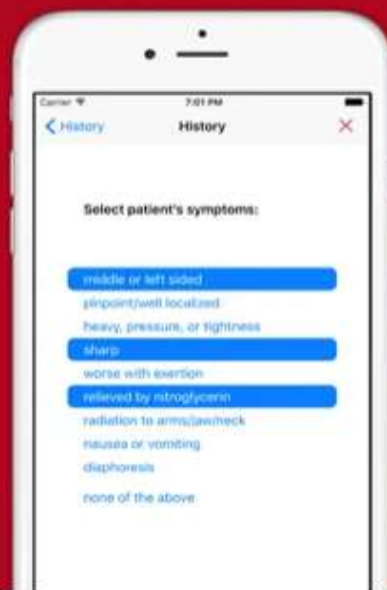 Carrier 7:01 PM
History History
Select patient's symptoms:
middle or left sided
pinpoint/well localized
heavy, pressure, or tightness
sharp
worse with exertion
relieved by nitroglycerin
radiation to arms/jaw/neck
nausea or vomiting
diaphoresis
none of the above